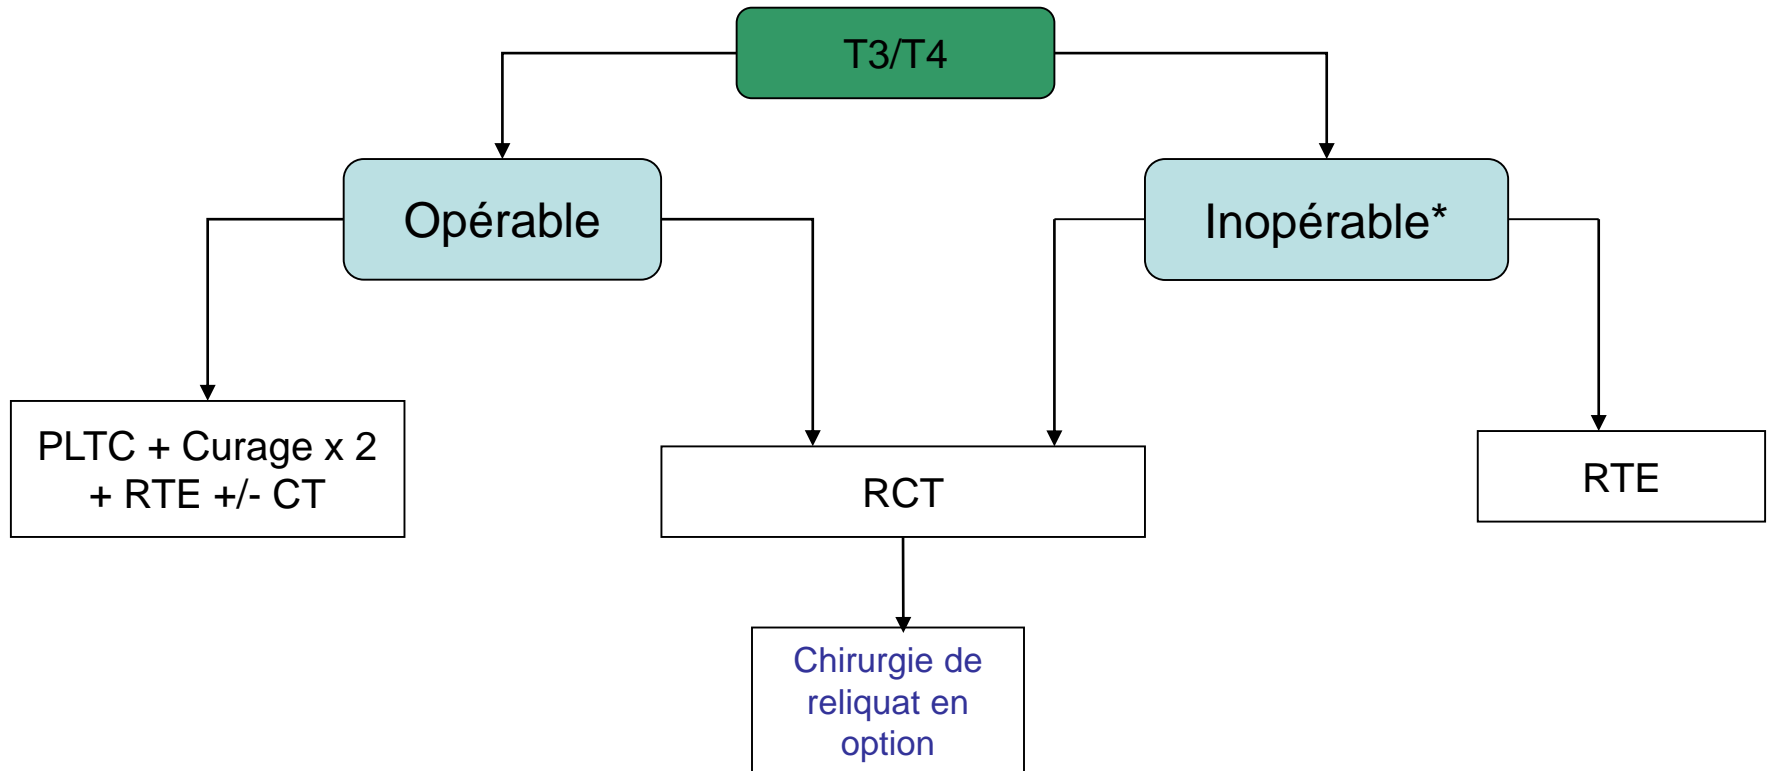 T3/T4
Opérable
Inopérable*
PLTC + Curage x 2
+ RTE +/- CT
RCT
RTE
Chirurgie de
reliquat en
option